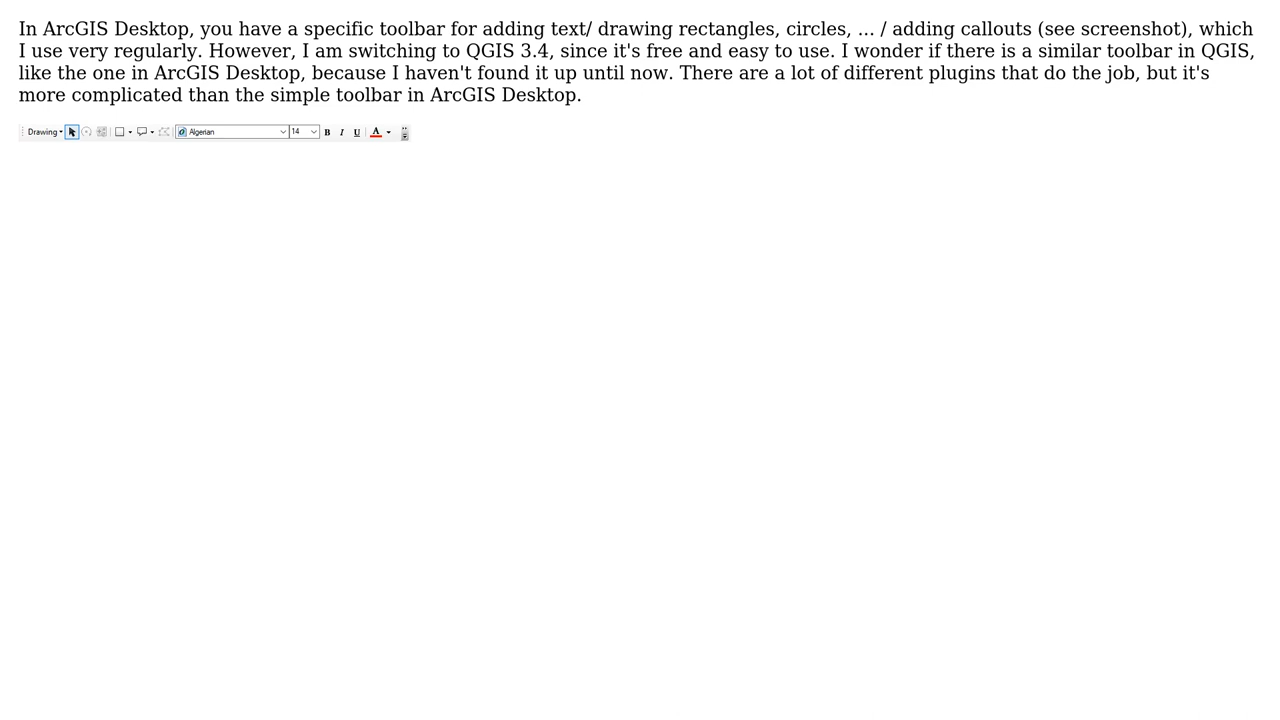 In ArcGIS Desktop, you have a specific toolbar for adding text/ drawing rectangles, circles, ... / adding callouts (see screenshot), which
I use very regularly. However, I am switching to QGIS 3.4, since it's free and easy to use. I wonder if there is a similar toolbar in QGIS,
like the one in ArcGIS Desktop, because I haven't found it up until now. There are a lot of different plugins that do the job, but it's
more complicated than the simple toolbar in ArcGIS Desktop.
Drawing Algerian 14 B I U A